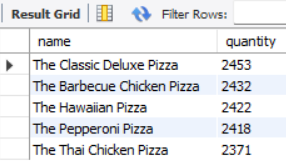 Result Grid Filter Rows:
name quantity
The Classic Deluxe Pizza 2453
The Barbecue Chicken Pizza 2432
The Hawaiian Pizza 2422
The Pepperoni Pizza 2418
The Thai Chicken Pizza 2371